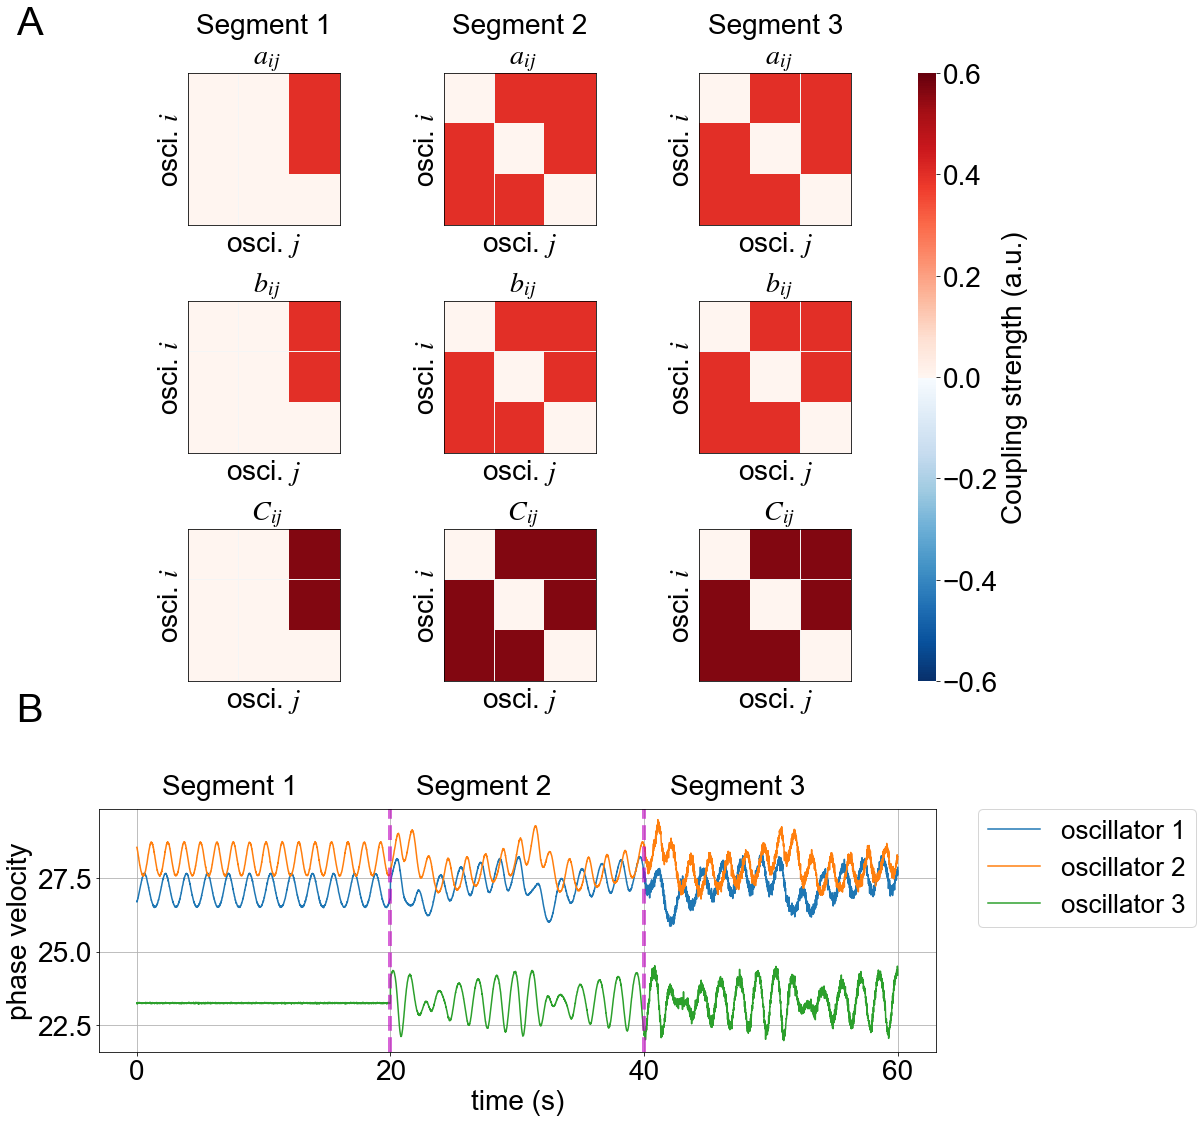 A
Segment 1 Segment 2 Segment 3
aij aij aij
osci. i osci. i osci. i
osci. j osci. j osci. j
bij bij bij
osci. i osci. i osci. i
osci. j osci. j osci. j
Cij Cij Cij
osci. i osci. i osci. i
osci. j osci. j osci. j
0.6
0.4
0.2
0.0
−0.2
−0.4
−0.6
Coupling strength (a.u.)
B
Segment 1 Segment 2 Segment 3
phase velocity
27.5
25.0
22.5
0 20 40 60
time (s)
oscillator 1
oscillator 2
oscillator 3